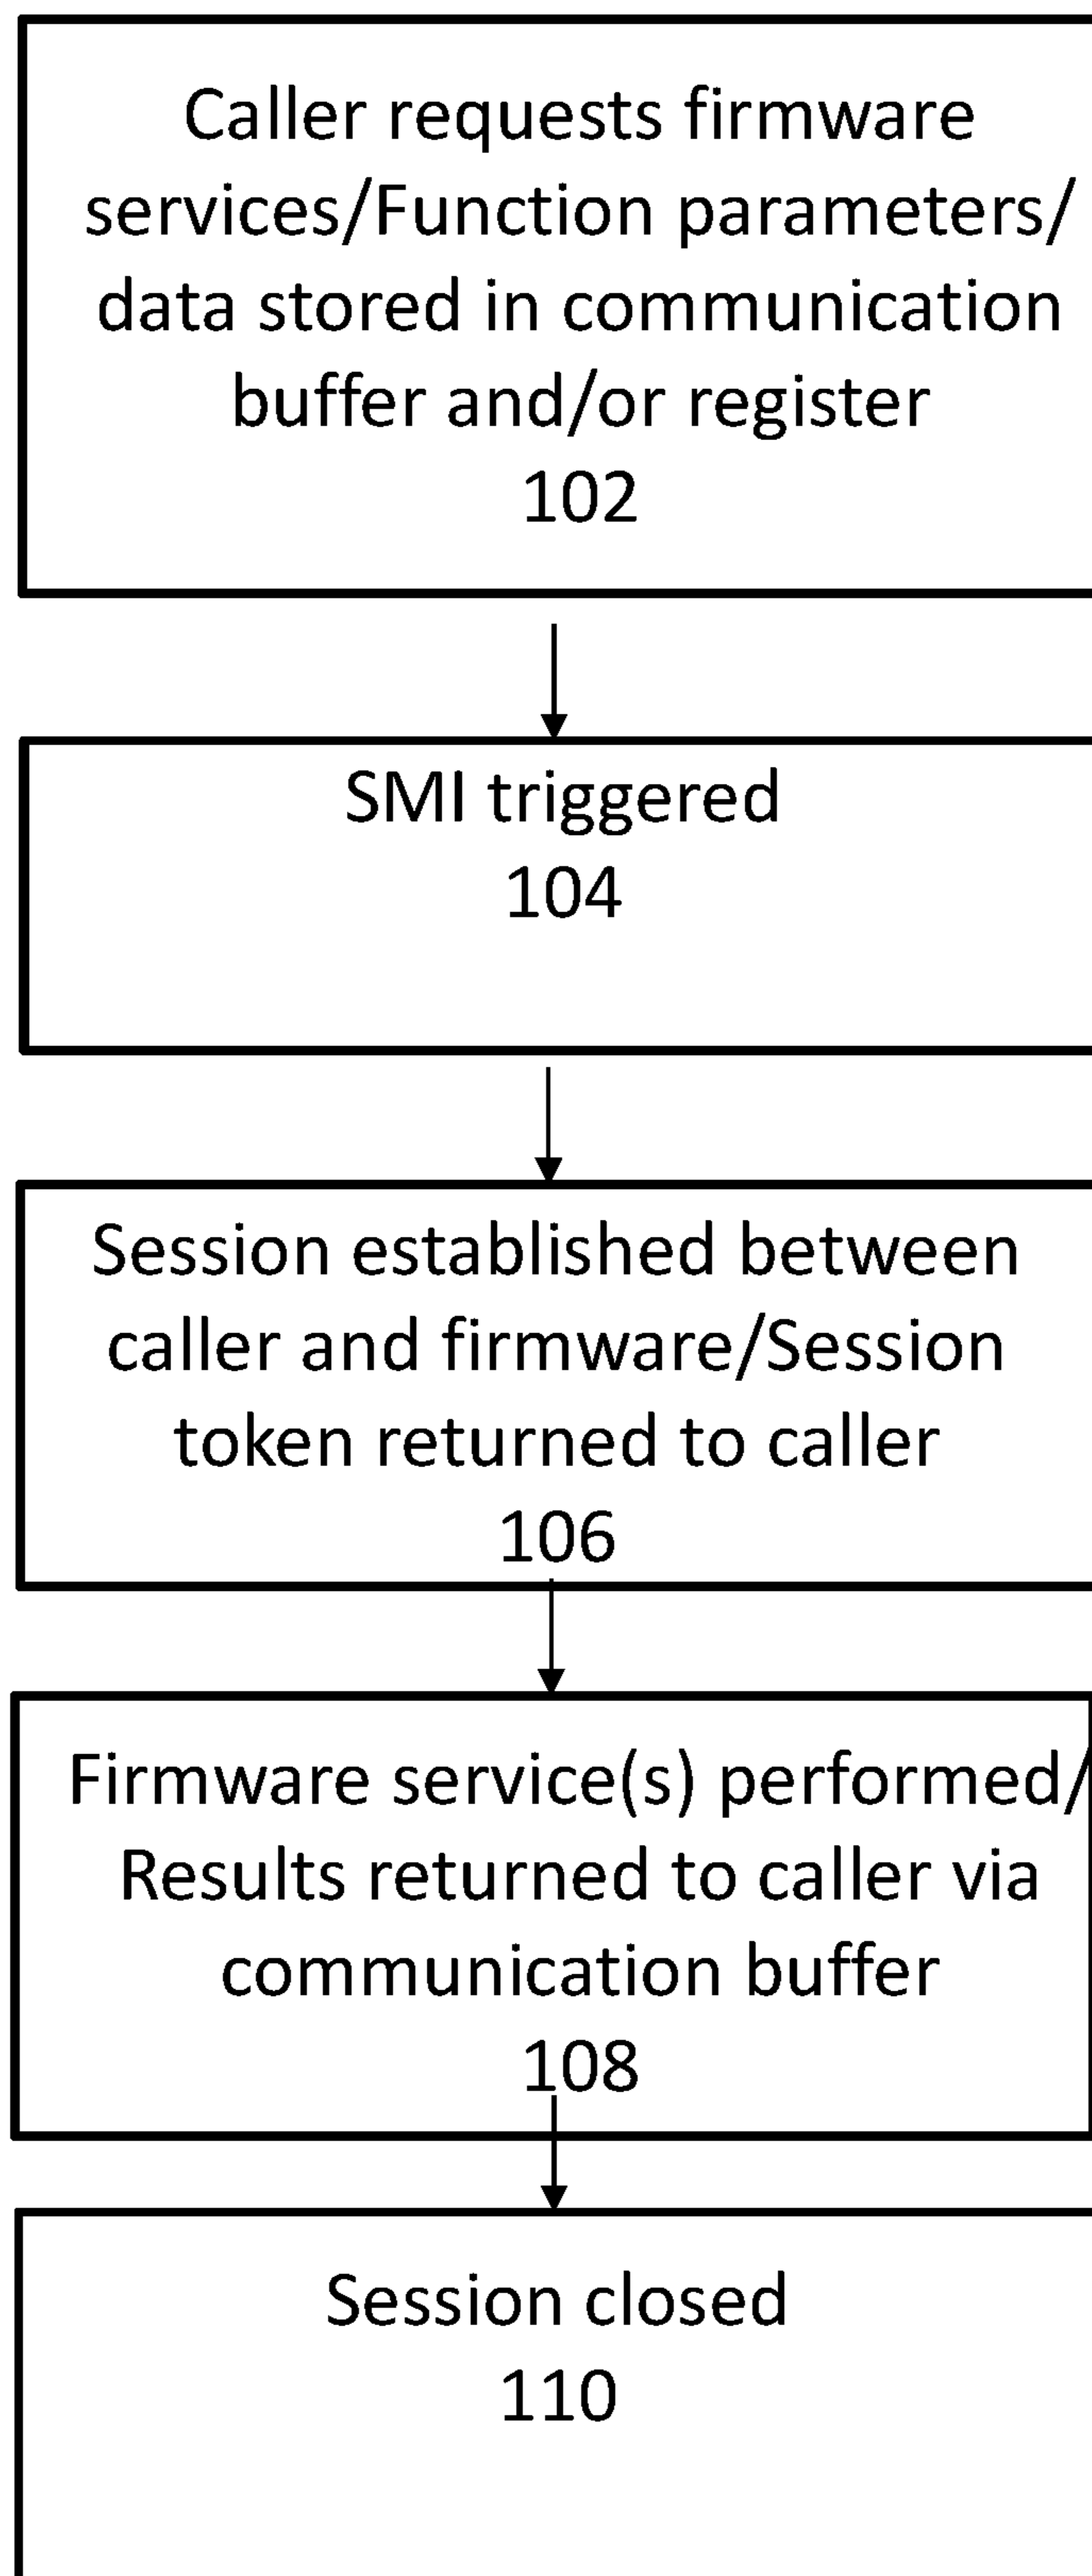 Caller requests firmware
services/Function parameters/
data stored in communication
buffer and/or register
102
SMI triggered
104
Session established between
caller and firmware/Session
token returned to caller
106
Firmware service(s) performed/
Results returned to caller via
communication buffer
108
Session closed
110